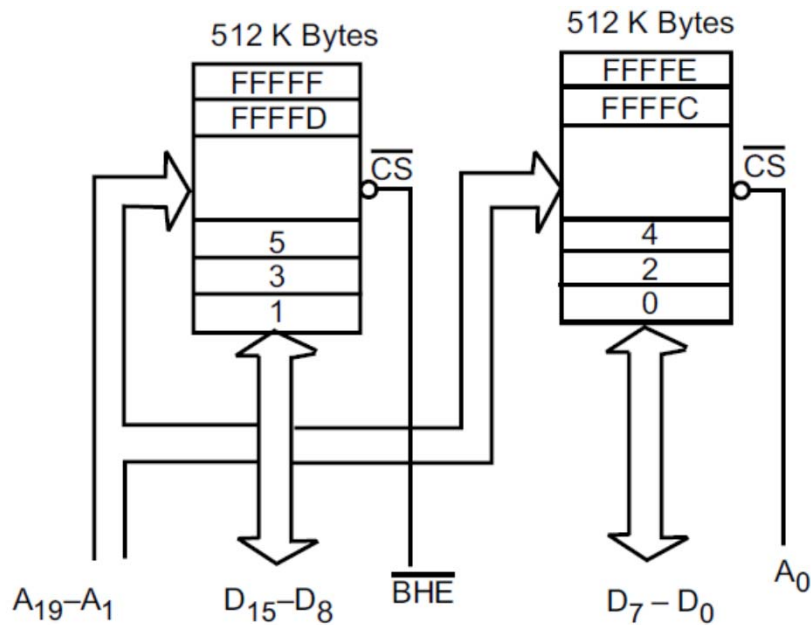 512 K Bytes
FFFFF
FFFFD
CS
5
3
1
512 K Bytes
FFFFE
FFFFC
CS
4
2
0
A19–A1
D15–D8
BHE
D7 – D0
A0